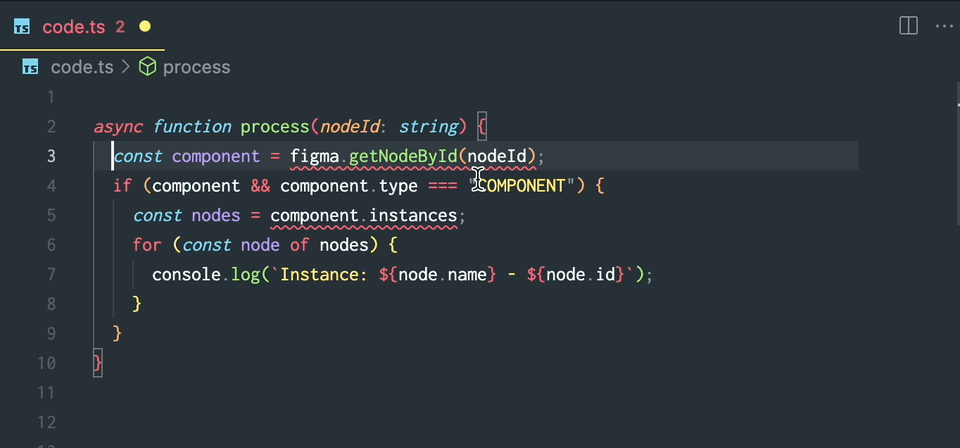 TS code.ts 2
TS code.ts > process
1
2 async function process(nodeId: string) {
3 const component = figma.getNodeById(nodeId);
4 if (component && component.type === "COMPONENT") {
5 const nodes = component.instances;
6 for (const node of nodes) {
7 console.log(`Instance: ${node.name} - ${node.id}`);
8 }
9 }
10 }
11
12